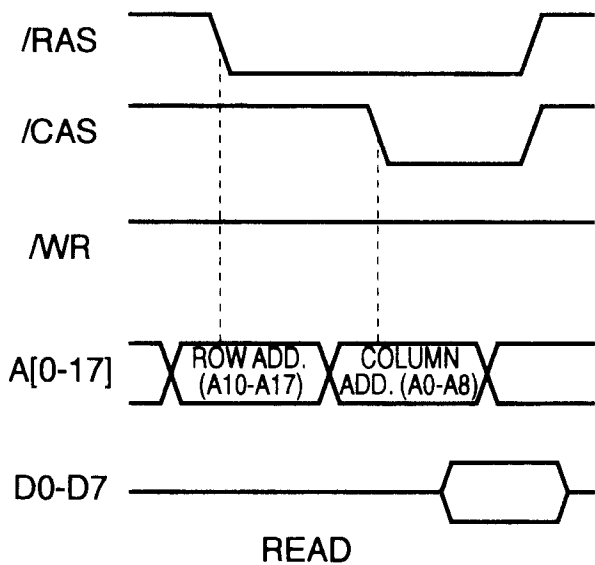 /RAS
/CAS
/WR
A[0-17]
ROW ADD.
(A10-A17)
COLUMN
ADD. (A0-A8)
D0-D7
READ